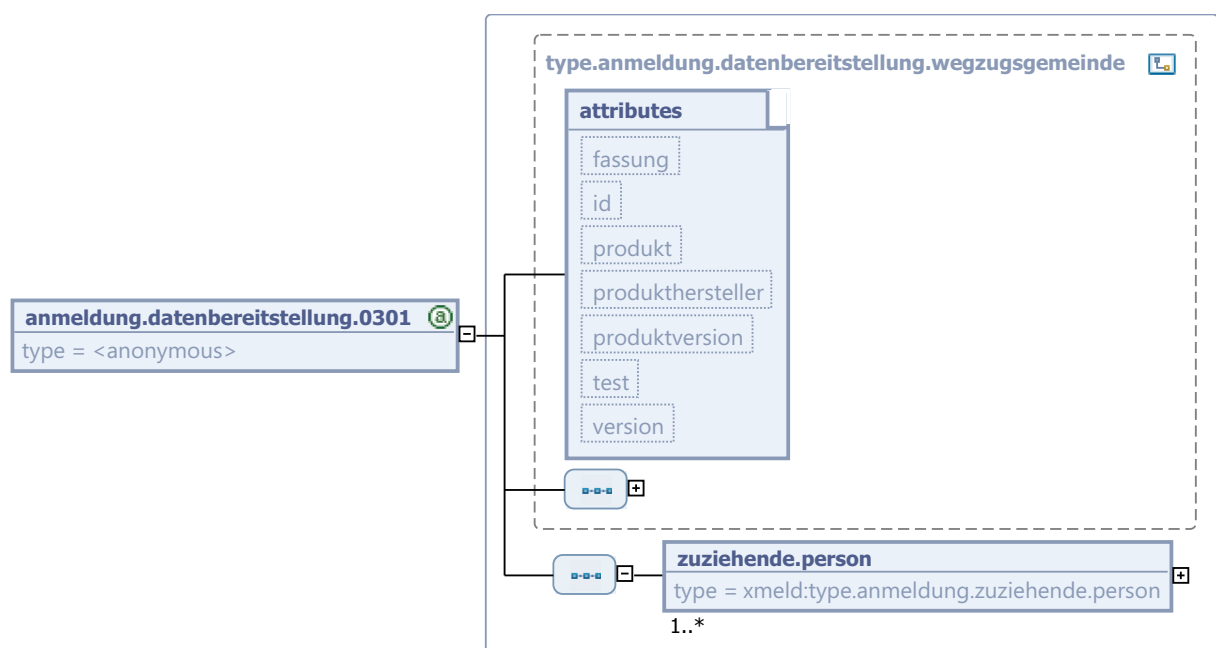 type.anmeldung.datenbereitstellung.wegzugsgemeinde
attributes
fassung
id
produkt
produkthersteller
produktversion
test
version
anmeldung.datenbereitstellung.0301
type = <anonymous>
zuziehende.person
type = xmeld:type.anmeldung.zuziehende.person
1..*